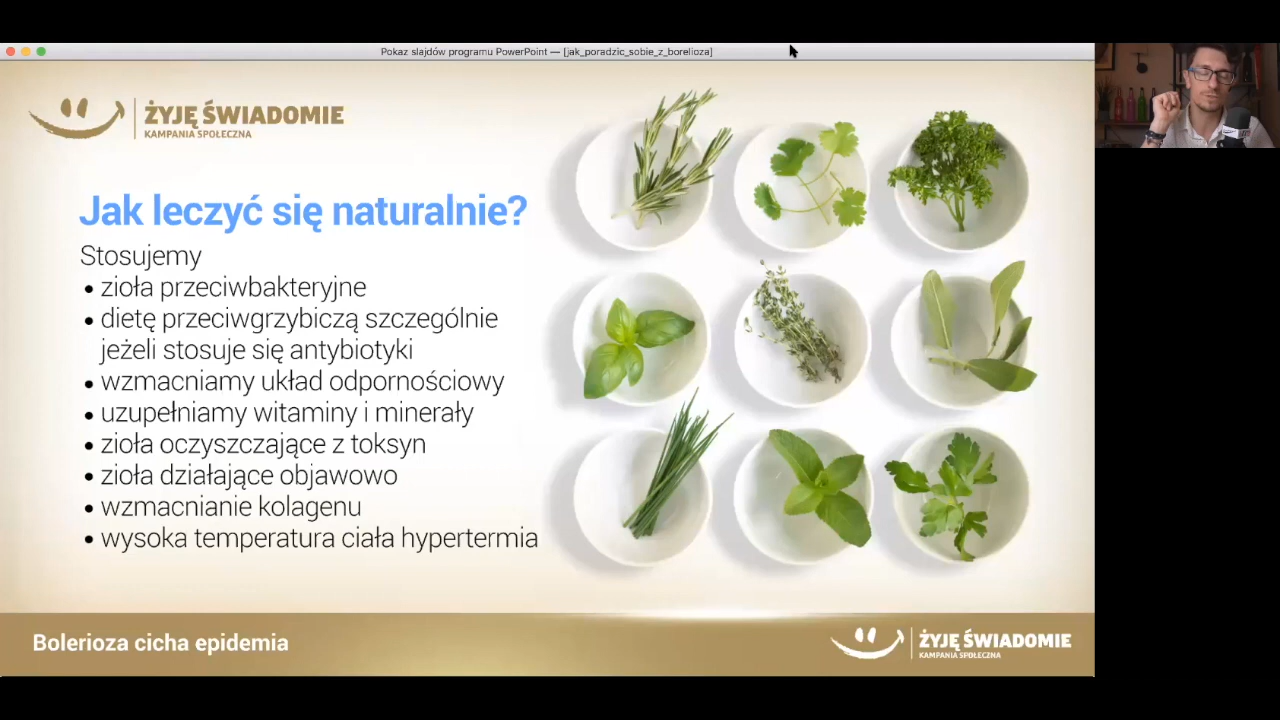 Pokaz slajdów programu PowerPoint — [jak_poradzic_sobie_z_borelioza]
ŻYJĘ ŚWIADOMIE
KAMPANIA SPOŁECZNA
Jak leczyć się naturalnie?
Stosujemy
• zioła przeciwbakteryjne
• dietę przeciwgrzybiczą szczególnie
jeżeli stosuje się antybiotyki
• wzmacniamy układ odpornościowy
• uzupełniamy witaminy i minerały
• zioła oczyszczające z toksyn
• zioła działające objawowo
• wzmacnianie kolagenu
• wysoka temperatura ciała hypertermia
Bolerioza cicha epidemia
ŻYJĘ ŚWIADOMIE
KAMPANIA SPOŁECZNA